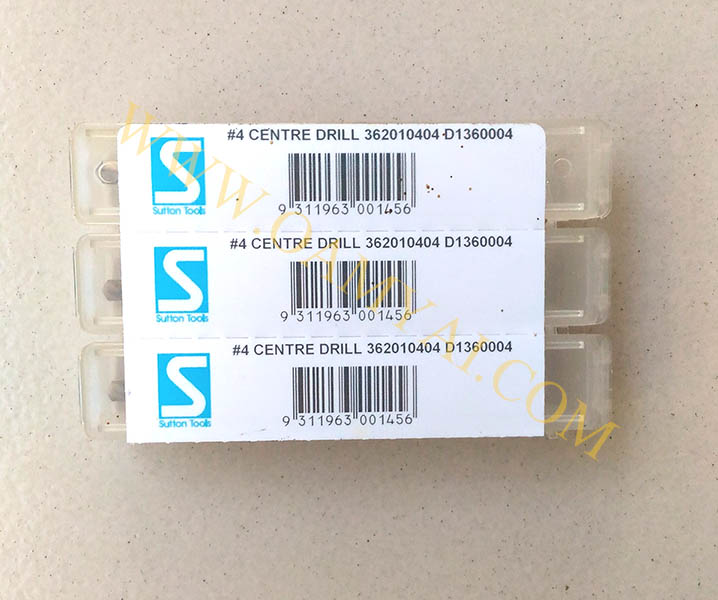 #4 CENTRE DRILL 362010404 D1360004
S
Sutton Tools
9 311963 001456
#4 CENTRE DRILL 362010404 D1360004
S
Sutton Tools
9 311963 001456
#4 CENTRE DRILL 362010404 D1360004
S
Sutton Tools
9 311963 001456
WWW.OAMYAI.COM